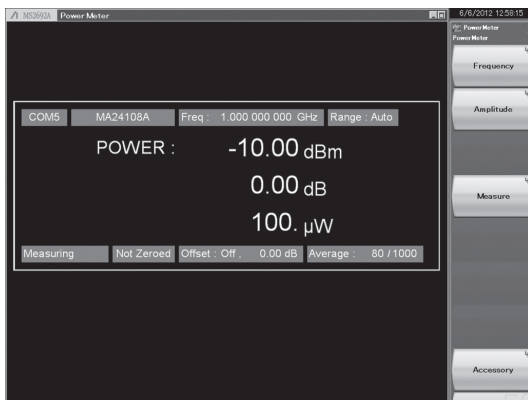 MS2692A Power Meter
6/6/2012 12:58:15
Power Meter
Power Meter
Frequency
Amplitude
COM5 MA24108A Freq : 1.000 000 000 GHz Range : Auto
POWER : -10.00 dBm
0.00 dB
100. µW
Measure
Measuring Not Zeroed Offset : Off , 0.00 dB Average : 80 / 1000
Accessory